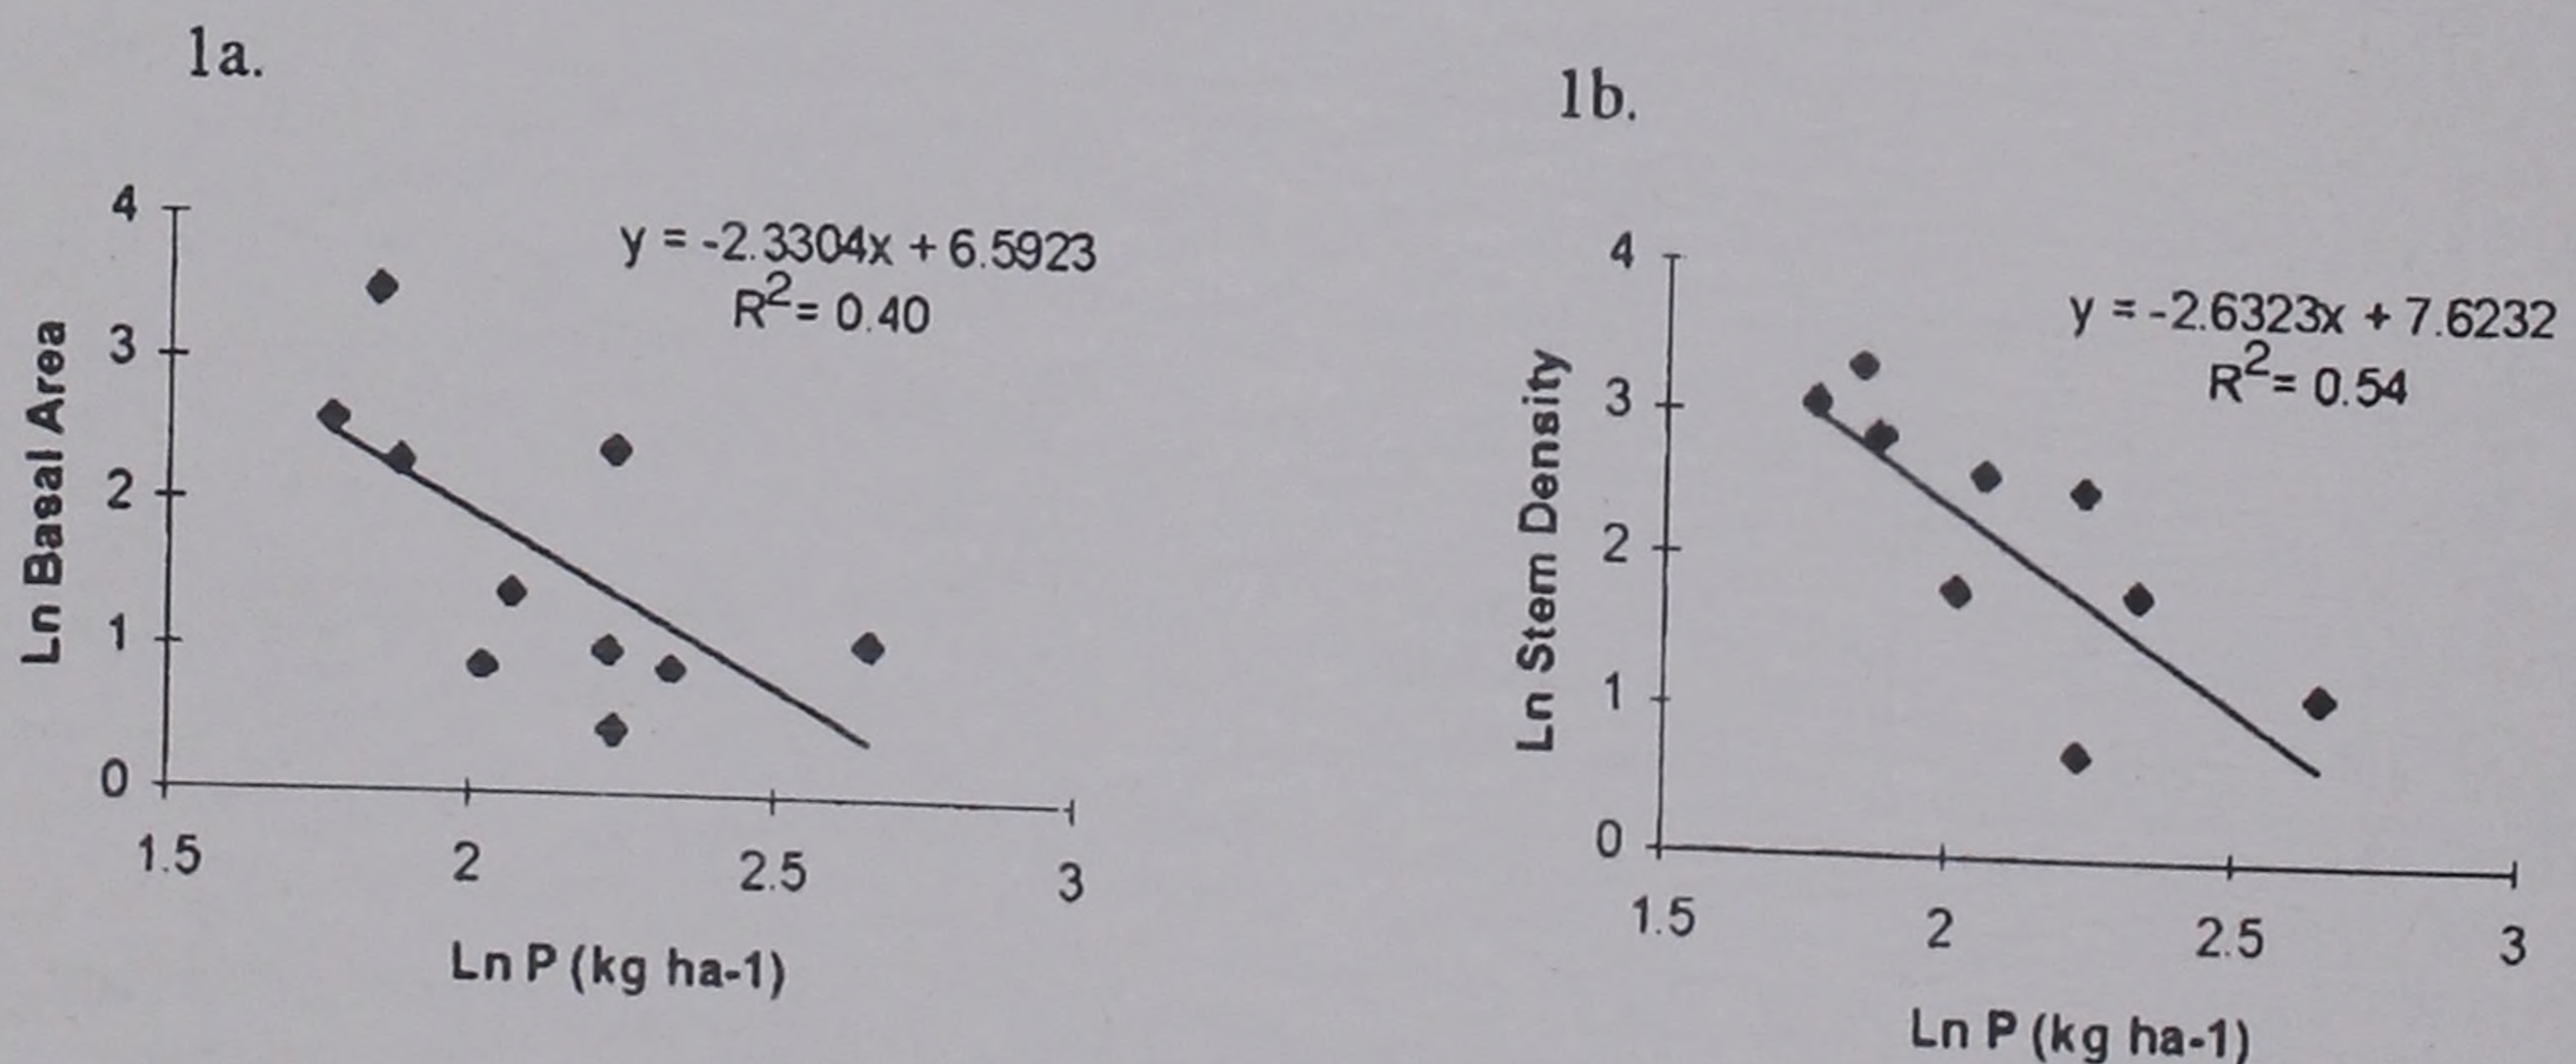 1a.
y = -2.3304x + 6.5923
R2= 0.40
Ln Basal Area
4
3
2
1
0
1.5
2
2.5
3
Ln P (kg ha-1)
1b.
y = -2.6323x + 7.6232
R2= 0.54
Ln Stem Density
4
3
2
1
0
1.5
2
2.5
3
Ln P (kg ha-1)